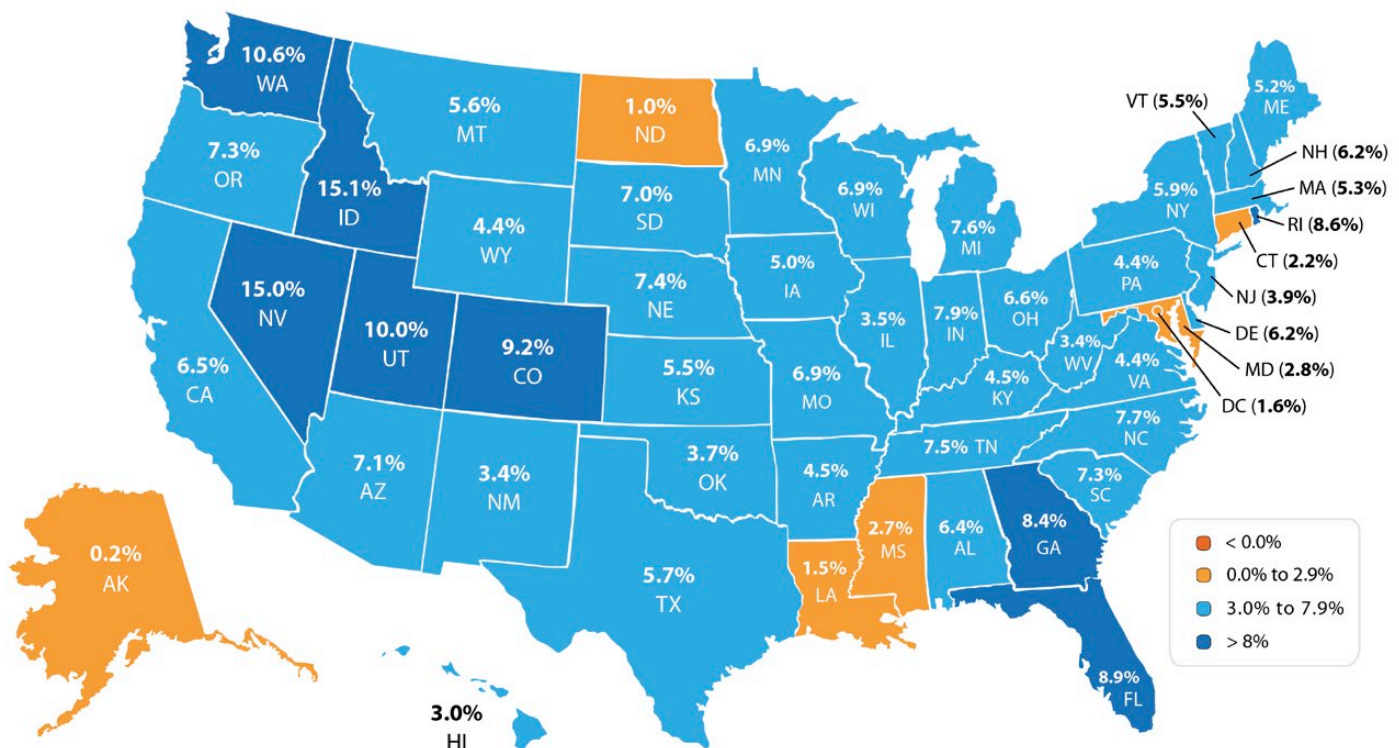 10.6%
WA
7.3%
OR
6.5%
CA
15.0%
NV
15.1%
ID
5.6%
MT
4.4%
WY
10.0%
UT
9.2%
CO
7.1%
AZ
3.4%
NM
1.0%
ND
7.0%
SD
7.4%
NE
5.5%
KS
3.7%
OK
5.7%
TX
6.9%
MN
5.0%
IA
6.9%
MO
4.5%
AR
1.5%
LA
6.9%
WI
3.5%
IL
7.6%
MI
7.9%
IN
6.6%
OH
4.5%
KY
7.5% TN
2.7%
MS
6.4%
AL
8.4%
GA
8.9%
FL
7.3%
SC
7.7%
NC
4.4%
VA
3.4%
WV
4.4%
PA
5.9%
NY
5.2%
ME
VT (5.5%)
NH (6.2%)
MA (5.3%)
RI (8.6%)
CT (2.2%)
NJ (3.9%)
DE (6.2%)
MD (2.8%)
DC (1.6%)
0.2%
AK
3.0%
HI
< 0.0%
0.0% to 2.9%
3.0% to 7.9%
> 8%